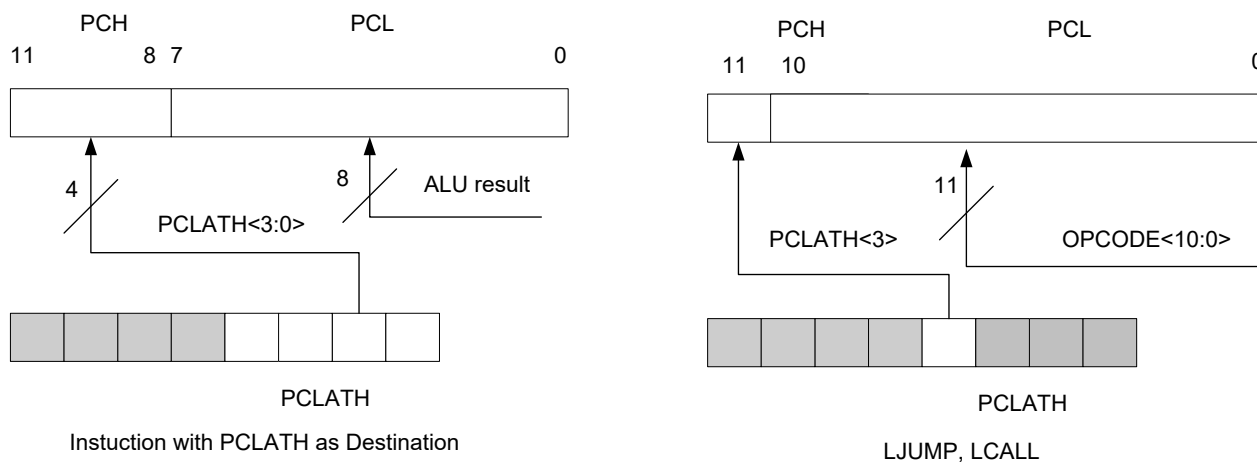 PCH PCL
11 8 7 0
4
8
ALU result
PCLATH<3:0>
PCLATH
Instuction with PCLATH as Destination
PCH PCL
11 10 0
11
PCLATH<3>
OPCODE<10:0>
PCLATH
LJUMP, LCALL